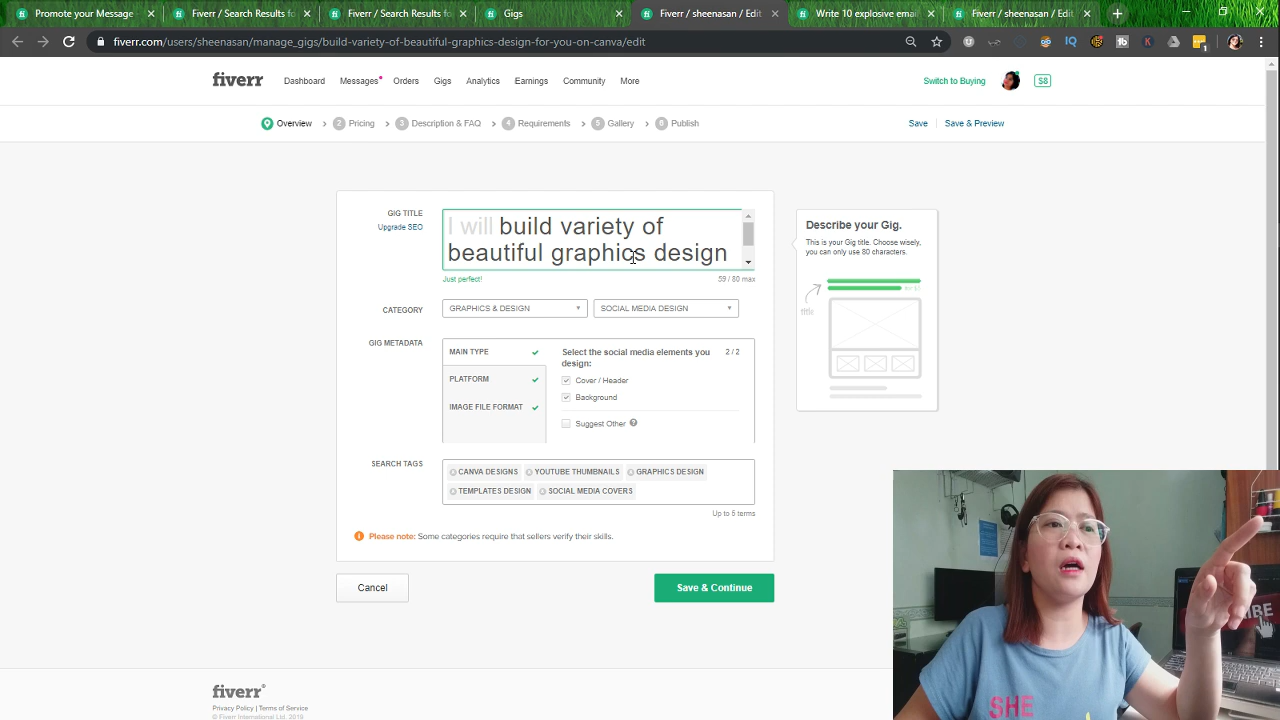 Promote your Message
Fiverr / Search Results fo
Fiverr / Search Results for
Gigs
Fiverr / sheenasan / Edit
Write 10 explosive emai
Fiverr / sheenasan / Edit
fiverr.com/users/sheenasan/manage_gigs/build-variety-of-beautiful-graphics-design-for-you-on-canva/edit
fiverr Dashboard Messages Orders Gigs Analytics Earnings Community More Switch to Buying $8
Overview 2 Pricing 3 Description & FAQ 4 Requirements 5 Gallery 6 Publish Save Save & Preview
GIG TITLE
Upgrade SEO
I will build variety of
beautiful graphics design
Just perfect! 59 / 80 max
Describe your Gig.
This is your Gig title. Choose wisely,
you can only use 80 characters.
title
CATEGORY GRAPHICS & DESIGN SOCIAL MEDIA DESIGN
GIG METADATA
MAIN TYPE
PLATFORM
IMAGE FILE FORMAT
Select the social media elements you
design:
2 / 2
Cover / Header
Background
Suggest Other
SEARCH TAGS
CANVA DESIGNS YOUTUBE THUMBNAILS GRAPHICS DESIGN
TEMPLATES DESIGN SOCIAL MEDIA COVERS
Up to 5 terms
Please note: Some categories require that sellers verify their skills.
Cancel Save & Continue
fiverr
Privacy Policy | Terms of Service
© Fiverr International Ltd. 2019
SHE